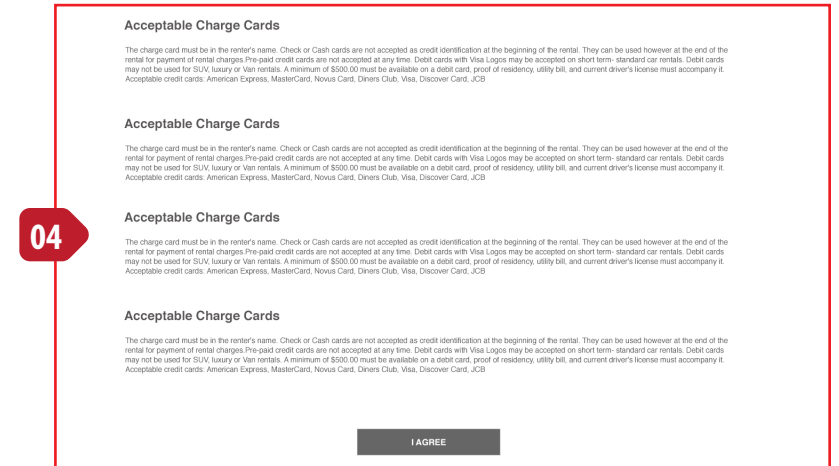 Acceptable Charge Cards
The charge card must be in the renter's name. Check or Cash cards are not accepted as credit identification at the beginning of the rental. They can be used however at the end of the
rental for payment of rental charges.Pre-paid credit cards are not accepted at any time. Debit cards with Visa Logos may be accepted on short term- standard car rentals. Debit cards
may not be used for SUV, luxury or Van rentals. A minimum of $500.00 must be available on a debit card, proof of residency, utility bill, and current driver's license must accompany it.
Acceptable credit cards: American Express, MasterCard, Novus Card, Diners Club, Visa, Discover Card, JCB
Acceptable Charge Cards
The charge card must be in the renter's name. Check or Cash cards are not accepted as credit identification at the beginning of the rental. They can be used however at the end of the
rental for payment of rental charges.Pre-paid credit cards are not accepted at any time. Debit cards with Visa Logos may be accepted on short term- standard car rentals. Debit cards
may not be used for SUV, luxury or Van rentals. A minimum of $500.00 must be available on a debit card, proof of residency, utility bill, and current driver's license must accompany it.
Acceptable credit cards: American Express, MasterCard, Novus Card, Diners Club, Visa, Discover Card, JCB
04
Acceptable Charge Cards
The charge card must be in the renter's name. Check or Cash cards are not accepted as credit identification at the beginning of the rental. They can be used however at the end of the
rental for payment of rental charges.Pre-paid credit cards are not accepted at any time. Debit cards with Visa Logos may be accepted on short term- standard car rentals. Debit cards
may not be used for SUV, luxury or Van rentals. A minimum of $500.00 must be available on a debit card, proof of residency, utility bill, and current driver's license must accompany it.
Acceptable credit cards: American Express, MasterCard, Novus Card, Diners Club, Visa, Discover Card, JCB
Acceptable Charge Cards
The charge card must be in the renter's name. Check or Cash cards are not accepted as credit identification at the beginning of the rental. They can be used however at the end of the
rental for payment of rental charges.Pre-paid credit cards are not accepted at any time. Debit cards with Visa Logos may be accepted on short term- standard car rentals. Debit cards
may not be used for SUV, luxury or Van rentals. A minimum of $500.00 must be available on a debit card, proof of residency, utility bill, and current driver's license must accompany it.
Acceptable credit cards: American Express, MasterCard, Novus Card, Diners Club, Visa, Discover Card, JCB
I AGREE